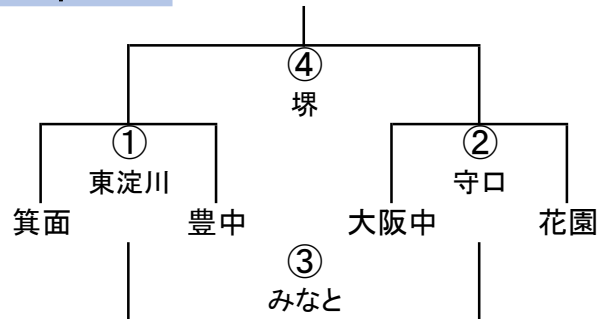 ④
堺
① ②
東淀川 守口
箕面 豊中 大阪中 花園
③
みなと